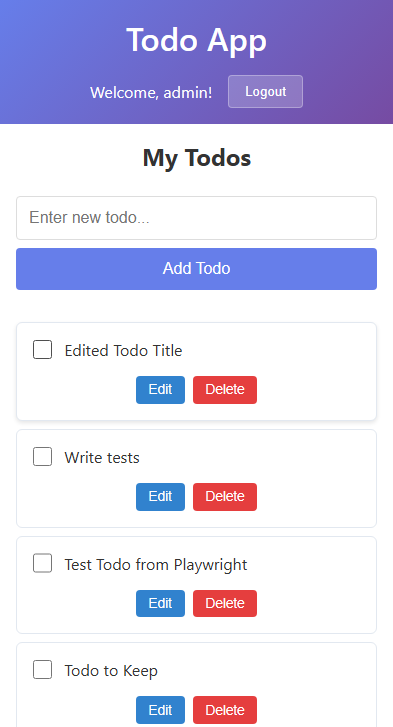 Todo App
Welcome, admin! Logout
My Todos
Enter new todo...
Add Todo
Edited Todo Title
Edit Delete
Write tests
Edit Delete
Test Todo from Playwright
Edit Delete
Todo to Keep
Edit Delete